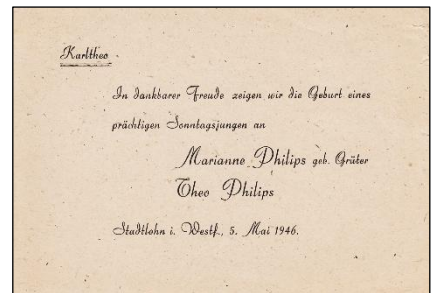 Karltheo
In dankbarer Freude zeigen wir die Geburt eines
prächtigen Sonntagsjungen an
Marianne Philips geb. Grüter
Theo Philips
Stadtlohn i. Westf., 5. Mai 1946.